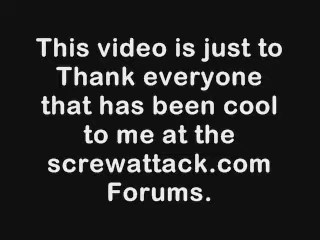 This video is just to
Thank everyone
that has been cool
to me at the
screwattack.com
Forums.